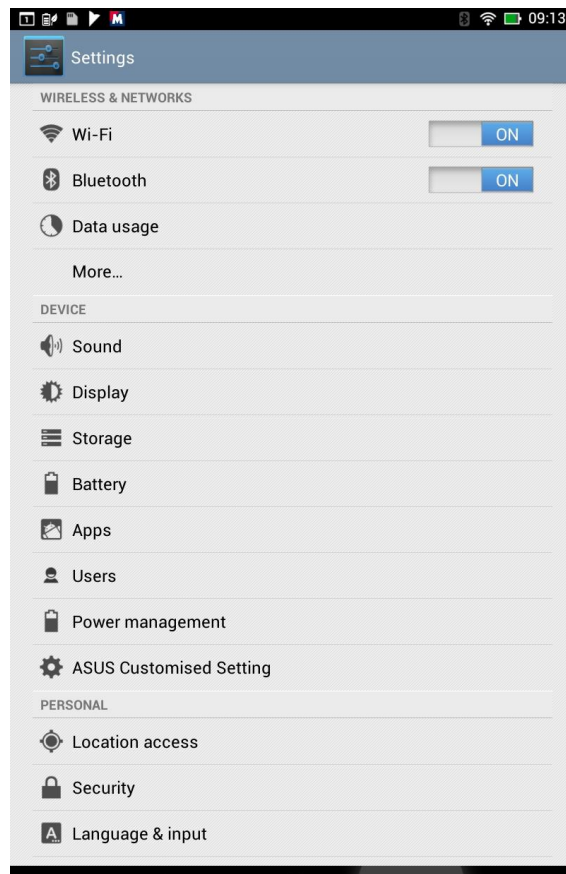 1 M 09:13
Settings
WIRELESS & NETWORKS
Wi-Fi ON
Bluetooth ON
Data usage
More…
DEVICE
Sound
Display
Storage
Battery
Apps
Users
Power management
ASUS Customised Setting
PERSONAL
Location access
Security
A Language & input